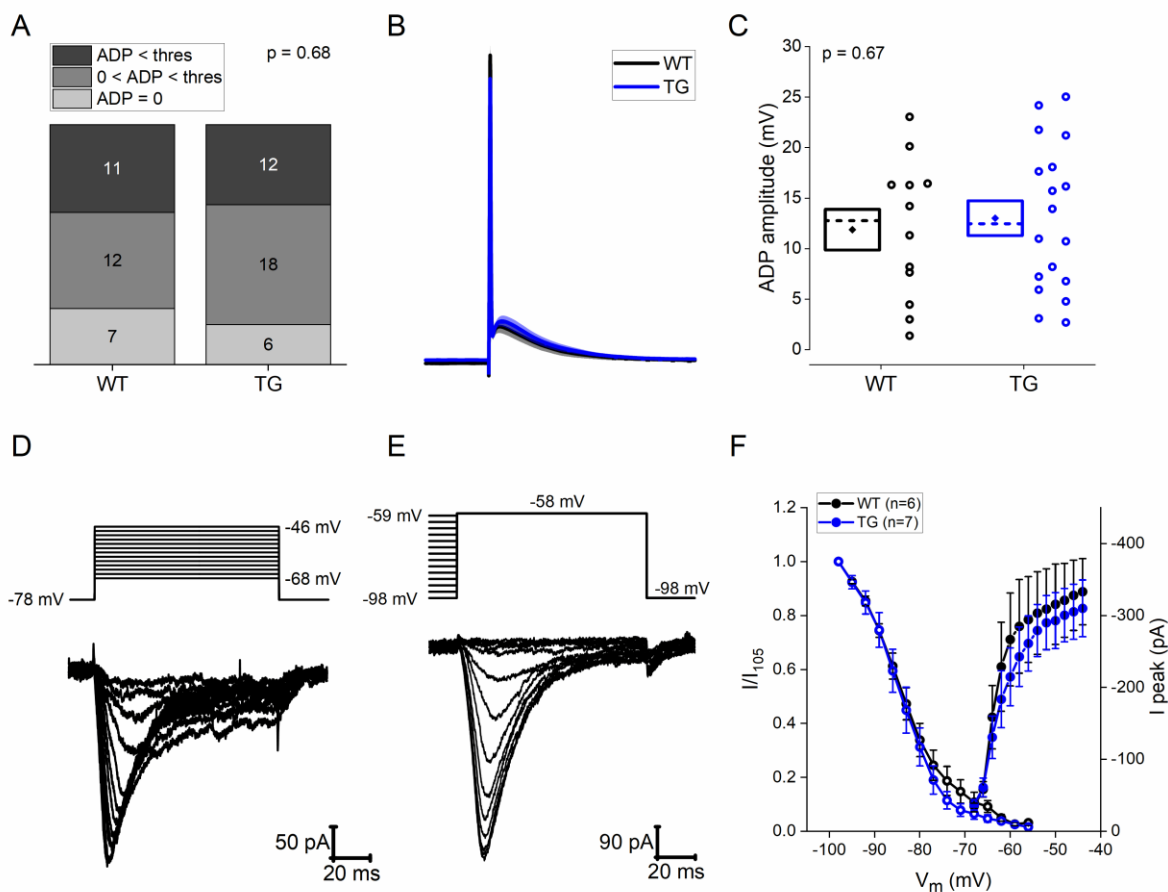 A
ADP < thres
0 < ADP < thres
ADP = 0
p = 0.68
11
12
7
12
18
6
WT
TG
B
WT
TG
C
p = 0.67
ADP amplitude (mV)
30
25
20
15
10
5
0
WT
TG
D
-46 mV
-68 mV
-78 mV
50 pA
20 ms
E
-58 mV
-59 mV
-98 mV
-98 mV
90 pA
20 ms
F
WT (n=6)
TG (n=7)
I/I105
1.2
1.0
0.8
0.6
0.4
0.2
0.0
-400
-300
-200
-100
0
I peak (pA)
-100 -90 -80 -70 -60 -50 -40
Vm (mV)